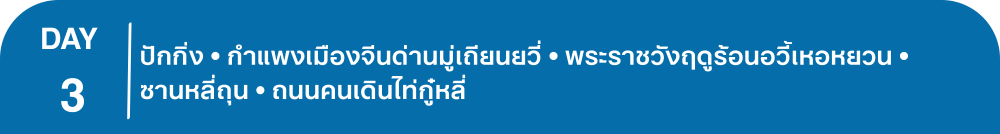 DAY
3
ปักกิ่ง • กำแพงเมืองจีนด่านมู่เถียนยวี่ • พระราชวังฤดูร้อนอวี้เหอหยวน •
ซานหลี่ถุน • ถนนคนเดินไท่กู๋หลี่